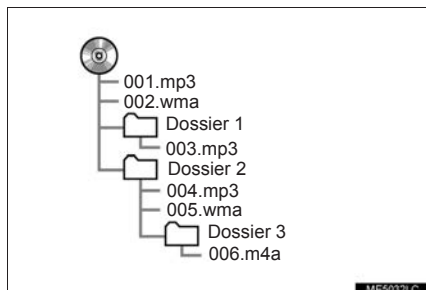 001.mp3
002.wma
Dossier 1
003.mp3
Dossier 2
004.mp3
005.wma
Dossier 3
006.m4a